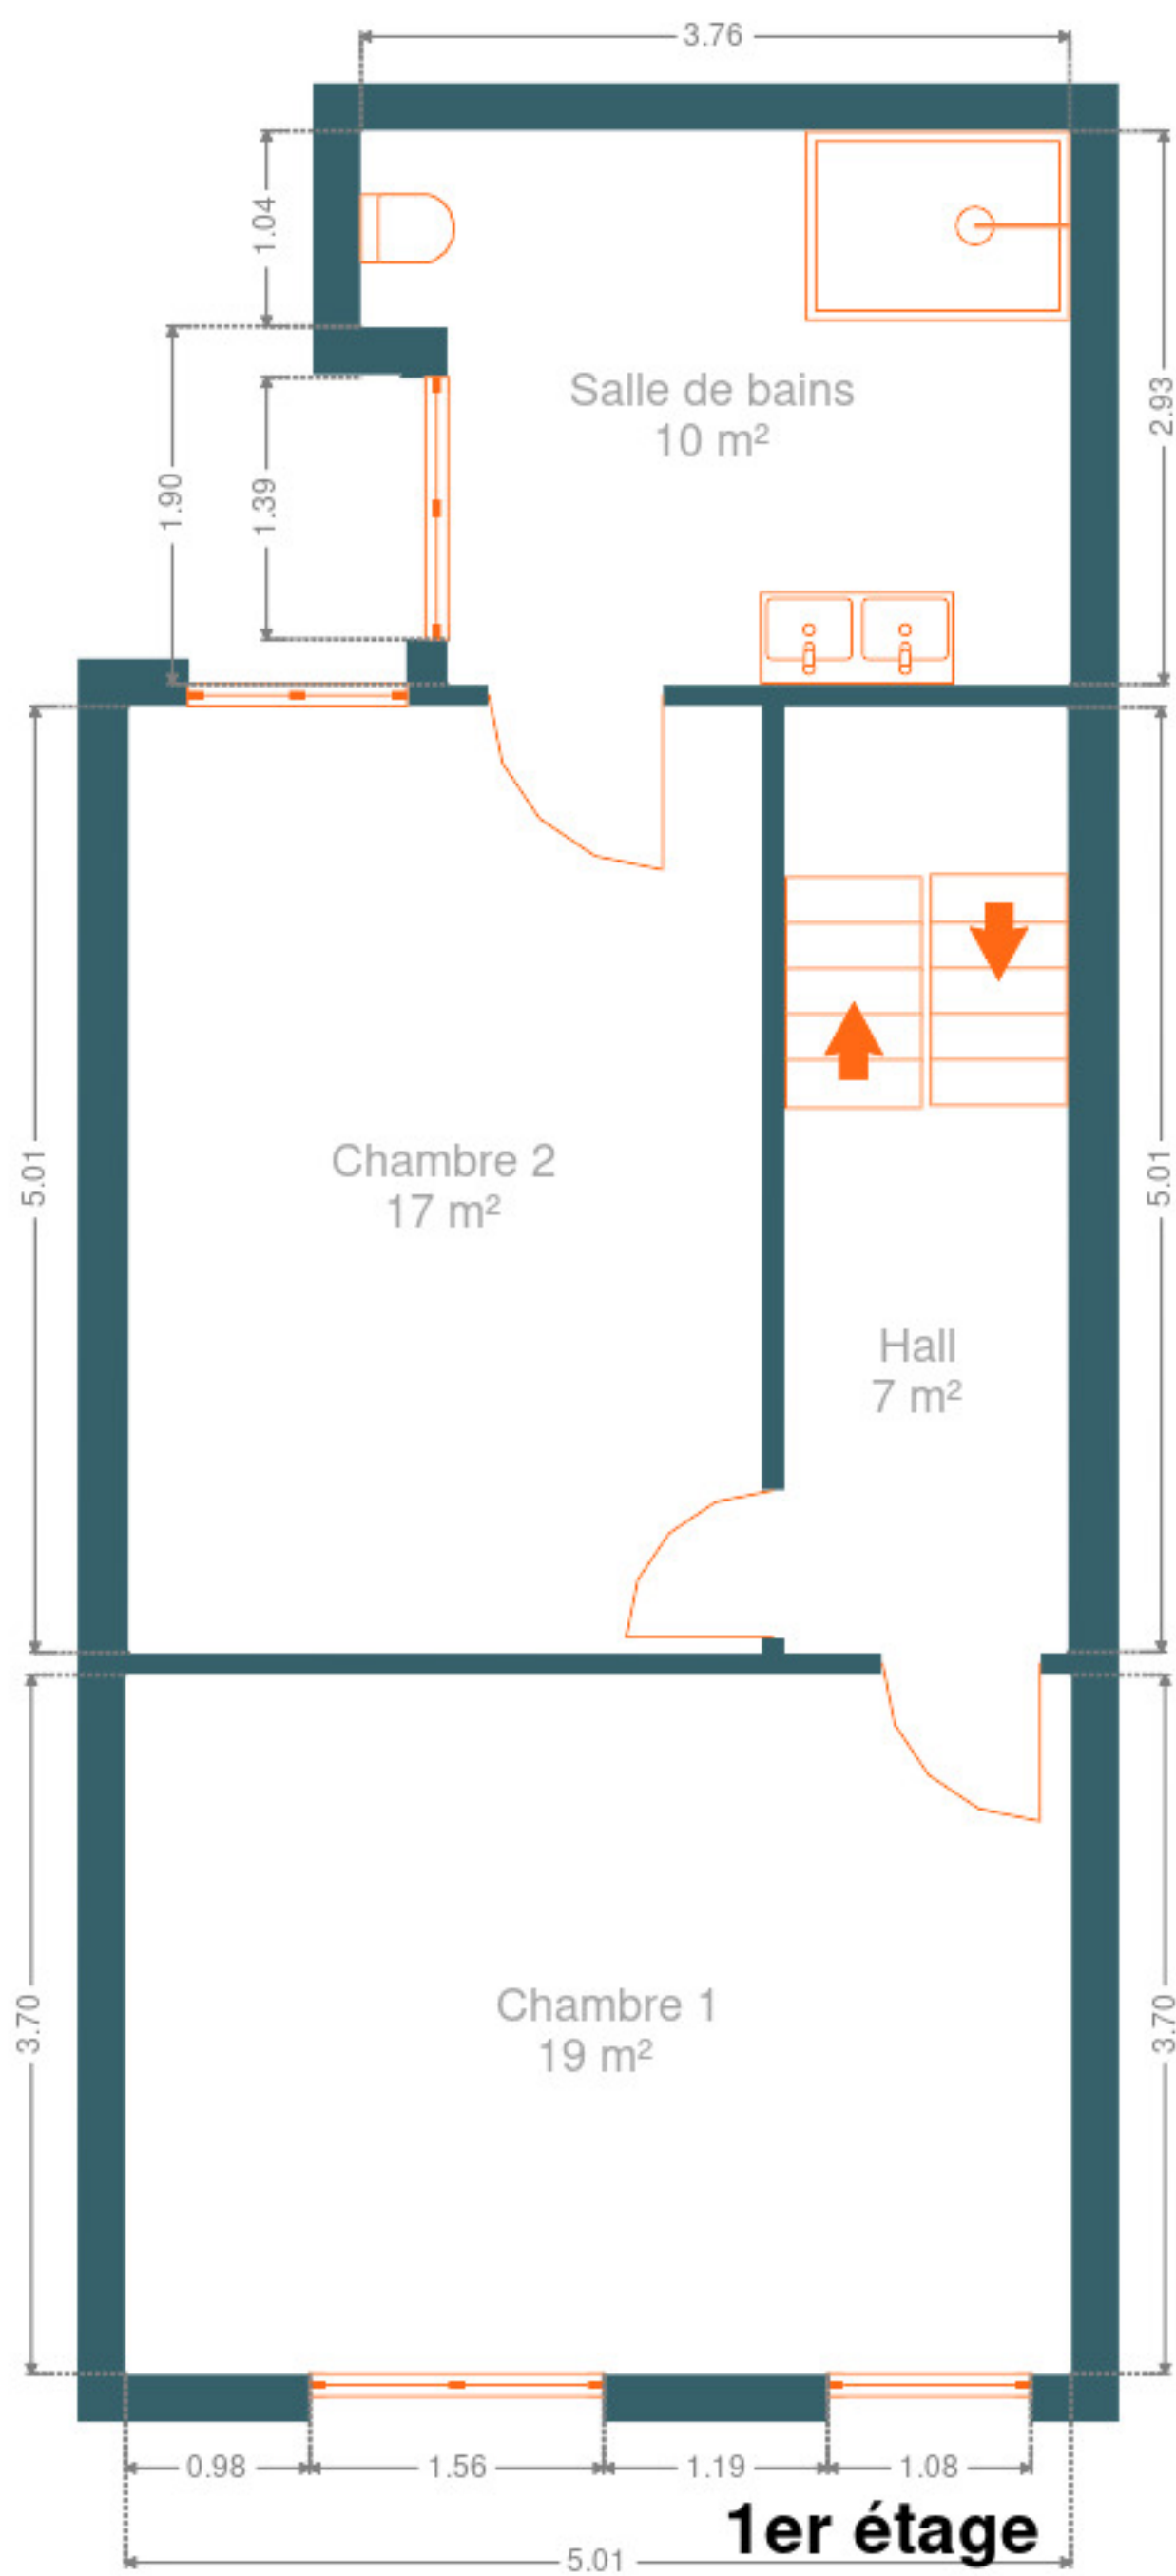 3.76
1.04
2.93
Salle de bains
10 m²
1.90
1.39
5.01
5.01
Chambre 2
17 m²
Hall
7 m²
3.70
3.70
Chambre 1
19 m²
0.98
1.56
1.19
1.08
1er étage
5.01